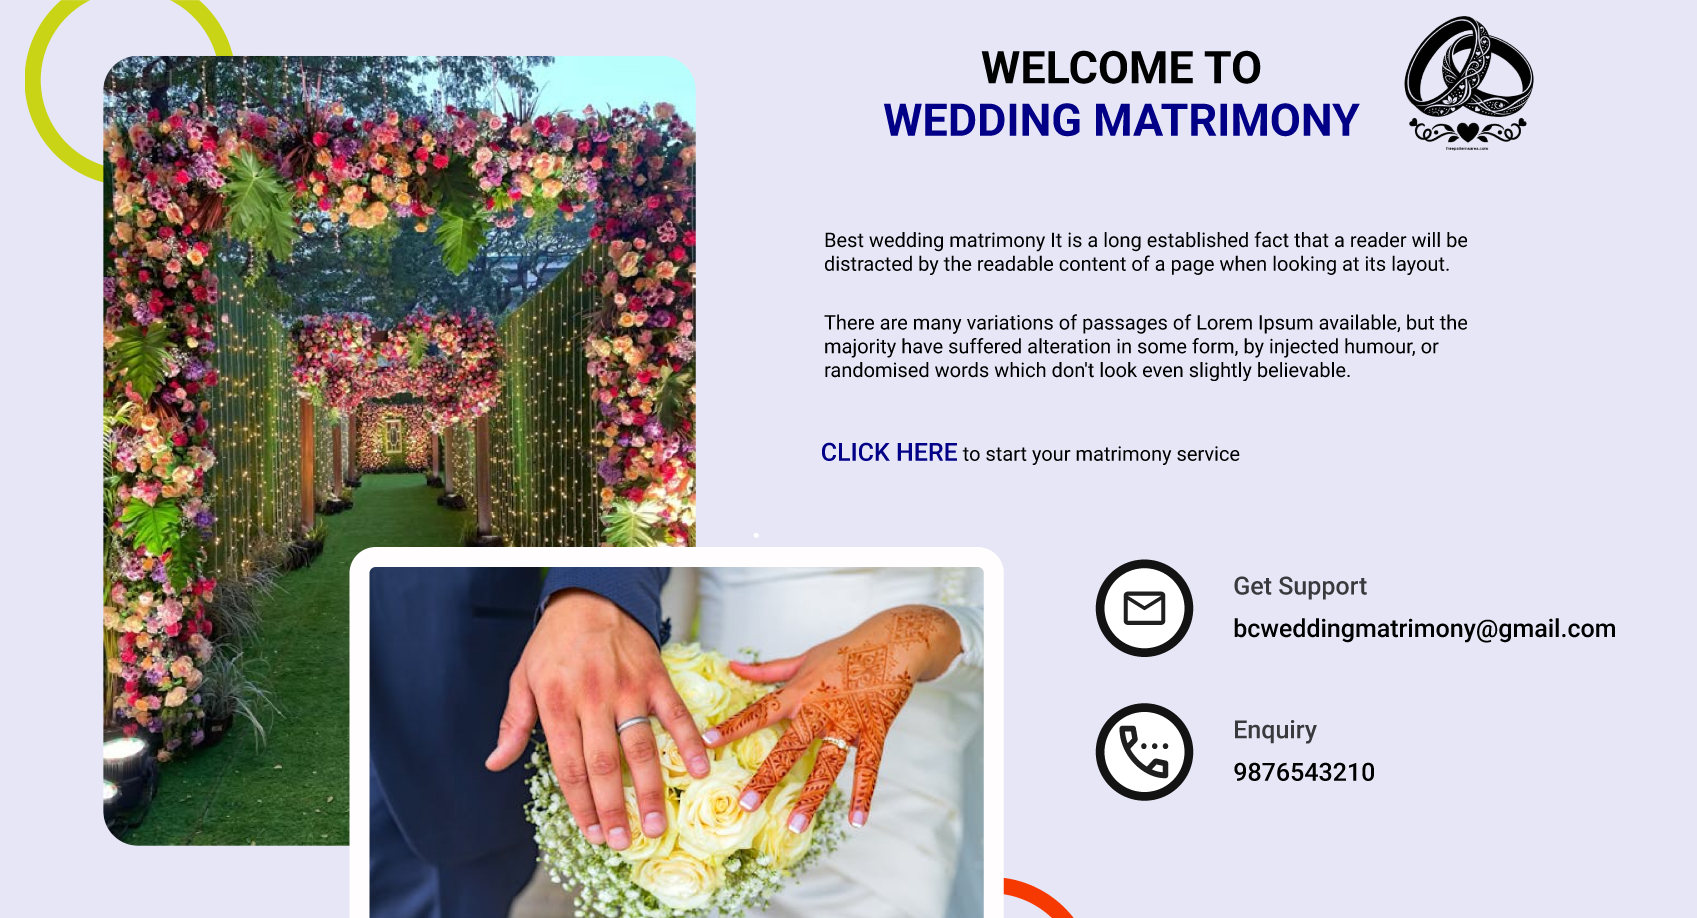 WELCOME TO
WEDDING MATRIMONY
freepatternsarea.com
Best wedding matrimony It is a long established fact that a reader will be
distracted by the readable content of a page when looking at its layout.
There are many variations of passages of Lorem Ipsum available, but the
majority have suffered alteration in some form, by injected humour, or
randomised words which don't look even slightly believable.
CLICK HERE to start your matrimony service
Get Support
bcweddingmatrimony@gmail.com
Enquiry
9876543210